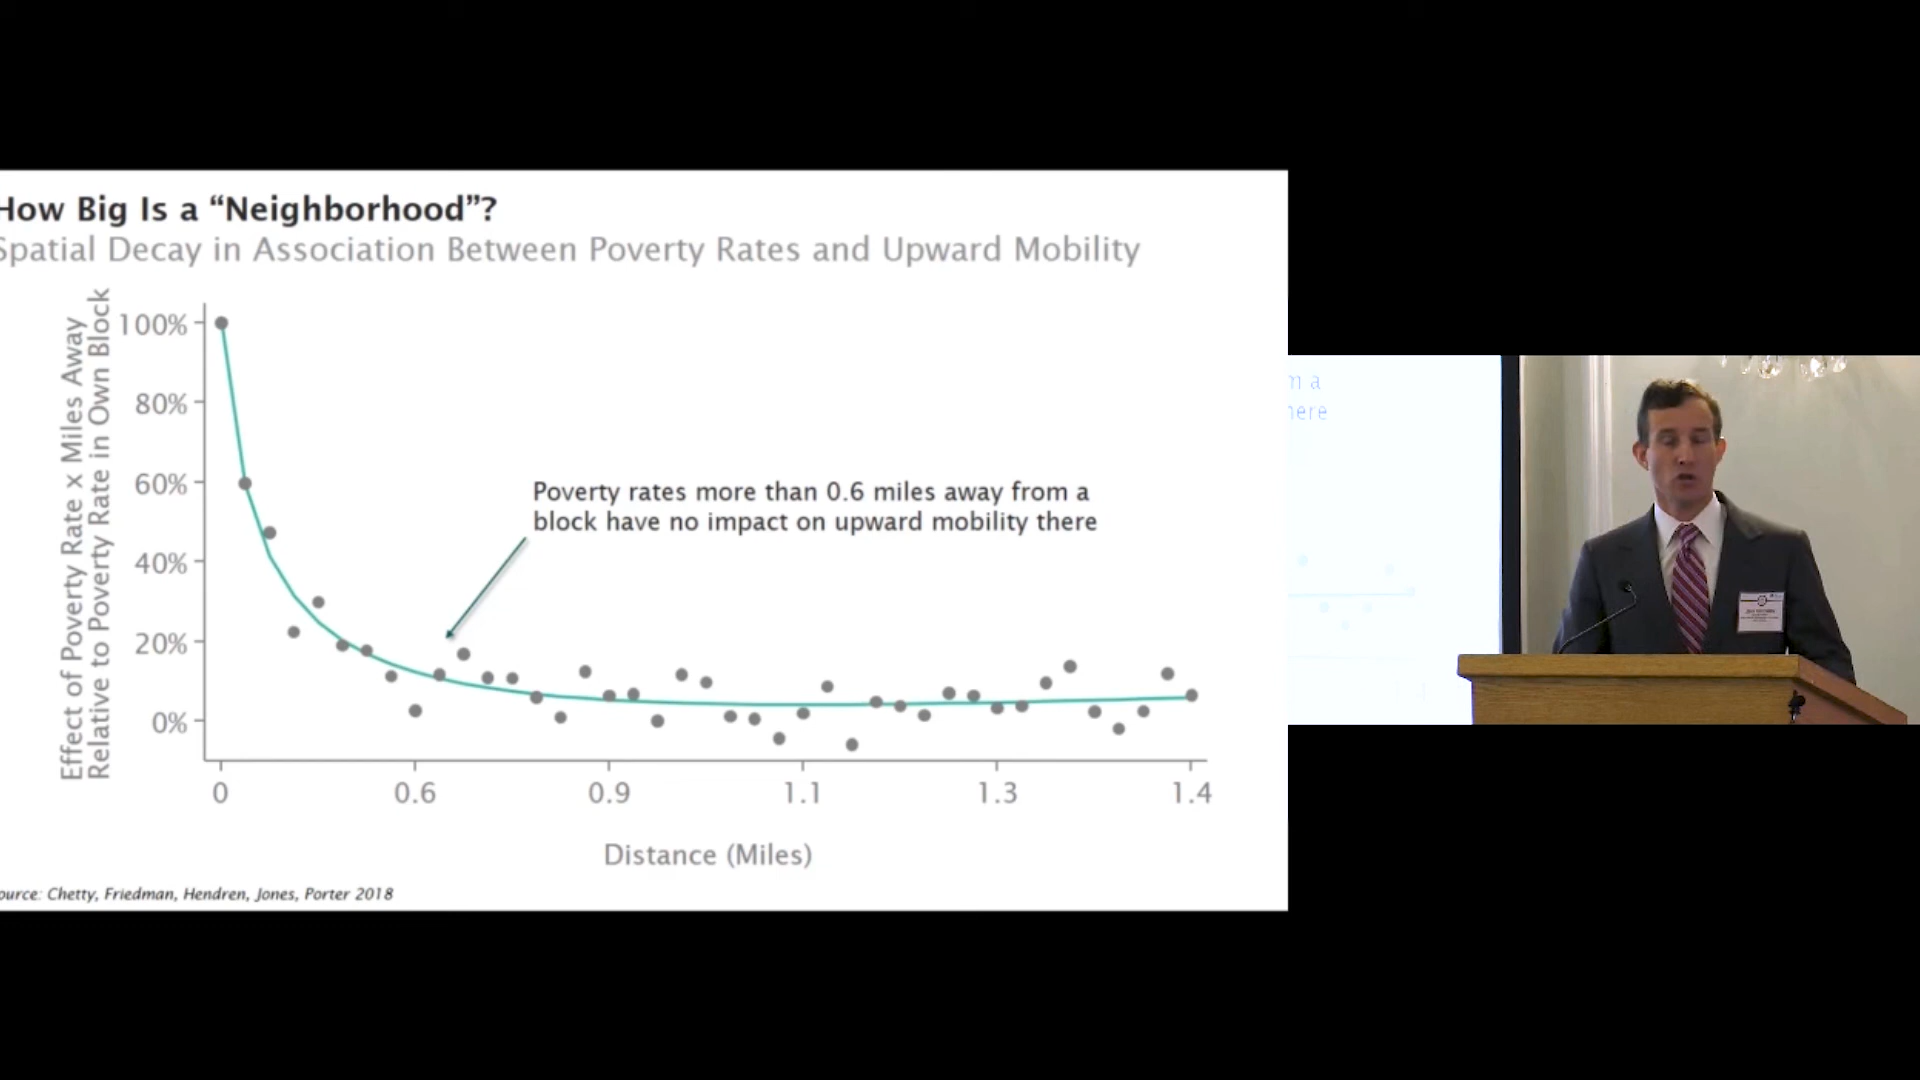 How Big Is a “Neighborhood”?
Spatial Decay in Association Between Poverty Rates and Upward Mobility
Effect of Poverty Rate x Miles Away
Relative to Poverty Rate in Own Block
100%
80%
60%
40%
20%
0%
Poverty rates more than 0.6 miles away from a
block have no impact on upward mobility there
0
0.6
0.9
1.1
1.3
1.4
Distance (Miles)
ource: Chetty, Friedman, Hendren, Jones, Porter 2018
m a
here